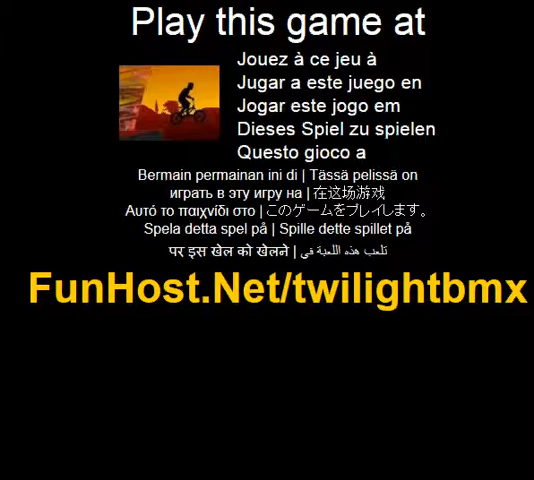 Play this game at
Jouez à ce jeu à
Jugar a este juego en
Jogar este jogo em
Dieses Spiel zu spielen
Questo gioco a
Bermain permainan ini di | Tässä pelissä on
играть в эту игру на | 在这场游戏
Αυτό το παιχνίδι στο | このゲームをプレイします。
Spela detta spel på | Spille dette spillet på
पर इस खेल को खेलने | تلعب هذه اللعبة في
FunHost.Net/twilightbmx